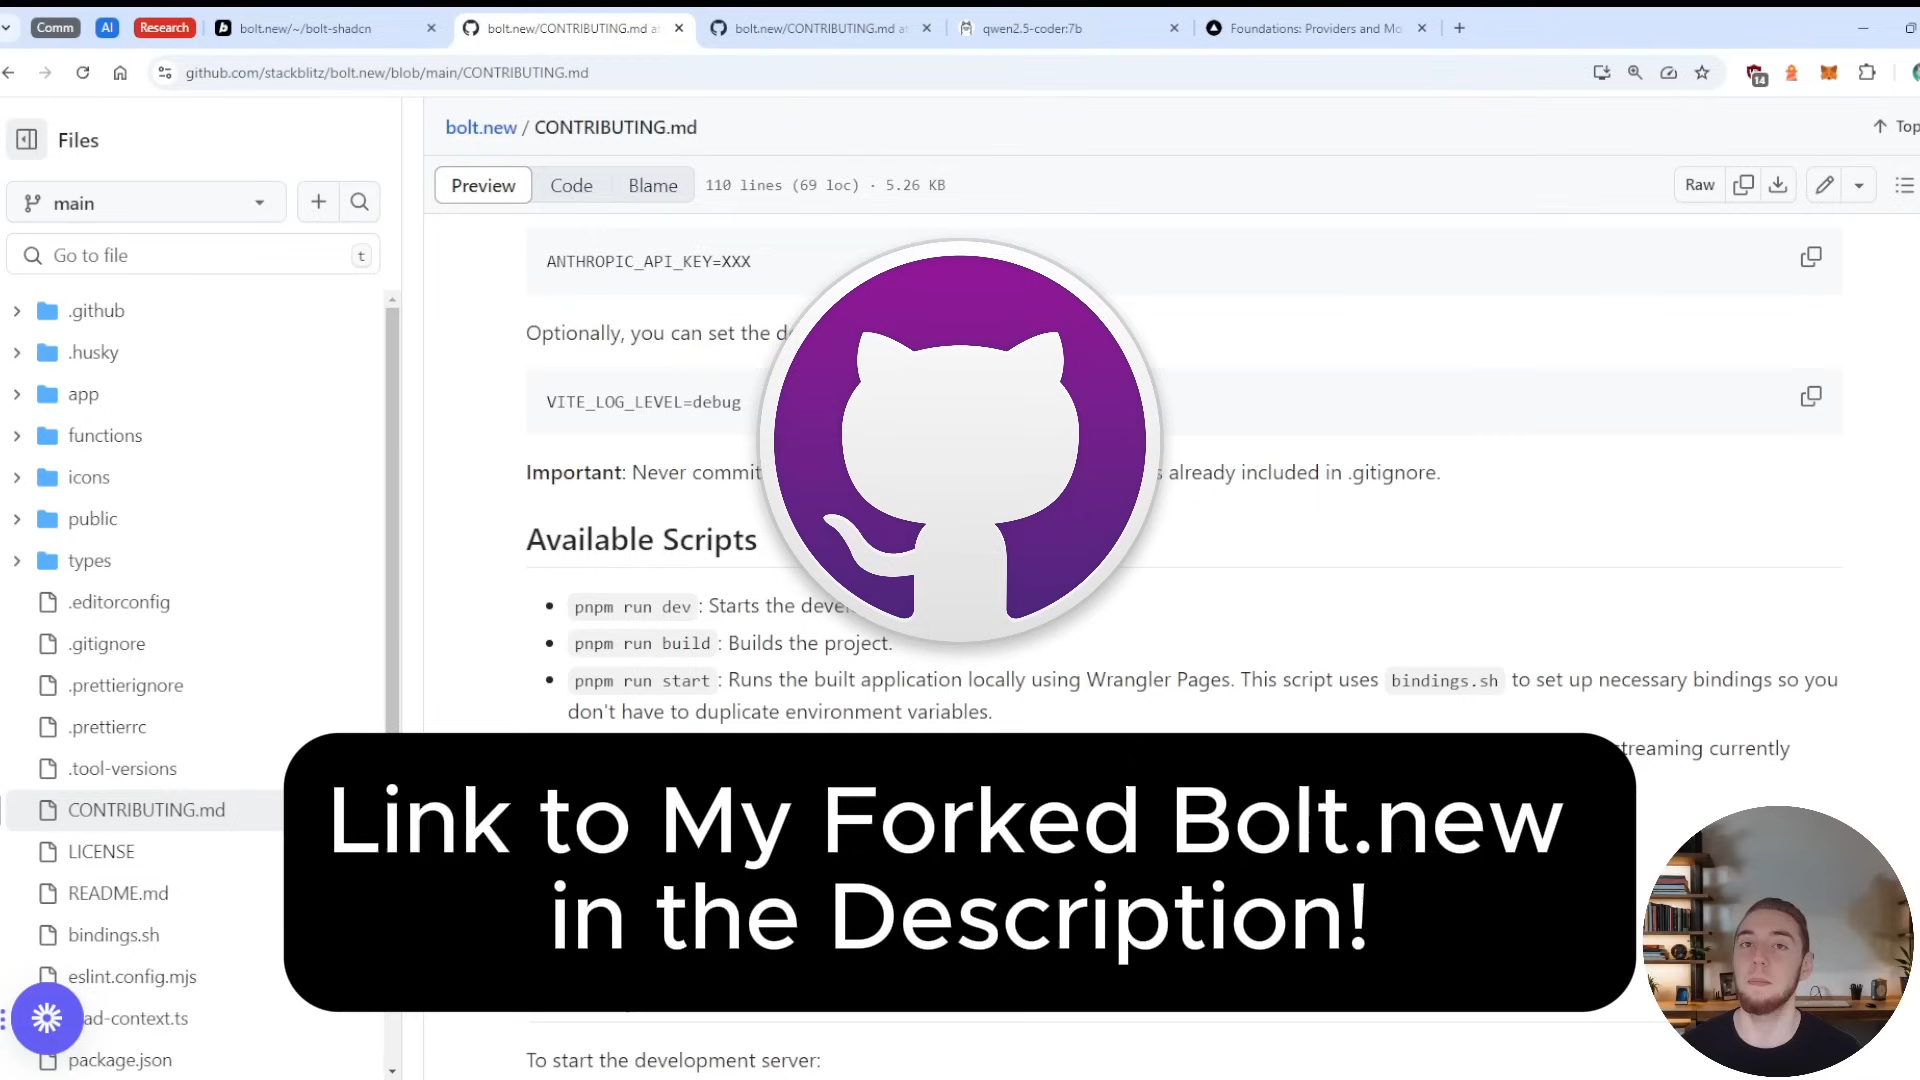 Comm
AI
Research
bolt.new/~/bolt-shadcn
bolt.new/CONTRIBUTING.md a
bolt.new/CONTRIBUTING.md a
qwen2.5-coder:7b
Foundations: Providers and Mo
github.com/stackblitz/bolt.new/blob/main/CONTRIBUTING.md
14
Files
main
Go to file
t
.github
.husky
app
functions
icons
public
types
.editorconfig
.gitignore
.prettierignore
.prettierrc
.tool-versions
CONTRIBUTING.md
LICENSE
README.md
bindings.sh
eslint.config.mjs
ad-context.ts
package.json
bolt.new / CONTRIBUTING.md
Top
Preview
Code
Blame
110 lines (69 loc) · 5.26 KB
Raw
ANTHROPIC_API_KEY=XXX
Optionally, you can set the d
VITE_LOG_LEVEL=debug
Important: Never commit s already included in .gitignore.
Available Scripts
pnpm run dev : Starts the deve
pnpm run build : Builds the project.
pnpm run start : Runs the built application locally using Wrangler Pages. This script uses bindings.sh to set up necessary bindings so you
don't have to duplicate environment variables.
treaming currently
Link to My Forked Bolt.new
in the Description!
To start the development server: